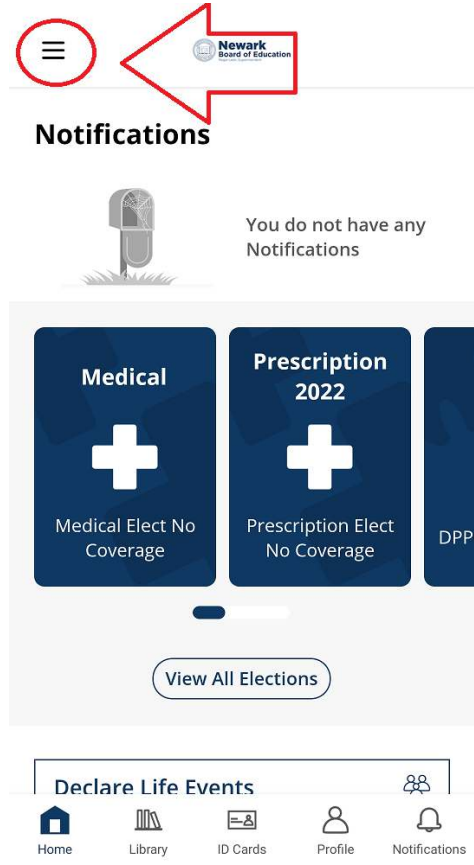 Newark
Board of Education
Notifications
You do not have any
Notifications
Medical
Medical Elect No
Coverage
Prescription
2022
Prescription Elect
No Coverage
DPP
View All Elections
Declare Life Events
Home
Library
ID Cards
Profile
Notifications